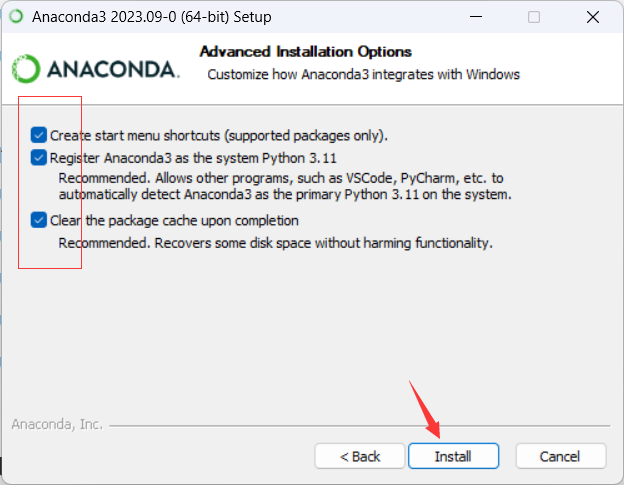 Anaconda3 2023.09-0 (64-bit) Setup
ANACONDA.
Advanced Installation Options
Customize how Anaconda3 integrates with Windows
Create start menu shortcuts (supported packages only).
Register Anaconda3 as the system Python 3.11
Recommended. Allows other programs, such as VSCode, PyCharm, etc. to
automatically detect Anaconda3 as the primary Python 3.11 on the system.
Clear the package cache upon completion
Recommended. Recovers some disk space without harming functionality.
Anaconda, Inc.
< Back
Install
Cancel